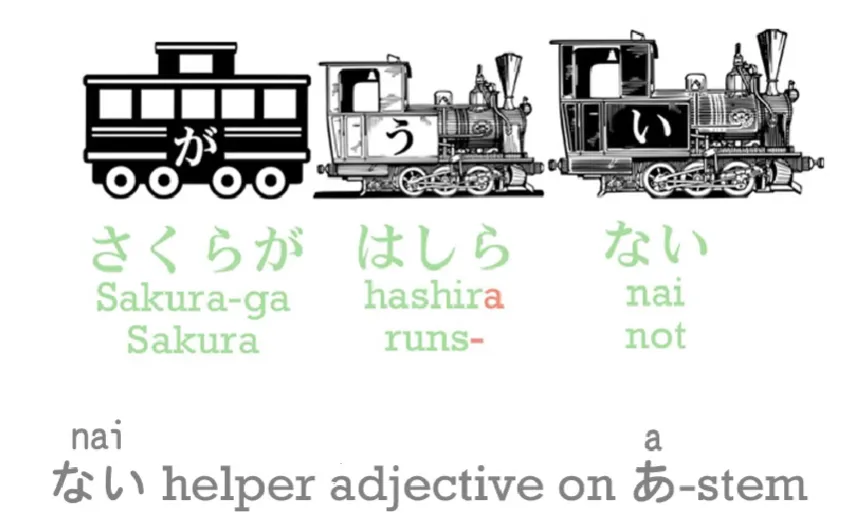 が う い
さくらが はしら ない
Sakura-ga hashira nai
Sakura runs- not
nai a
ない helper adjective on あ-stem